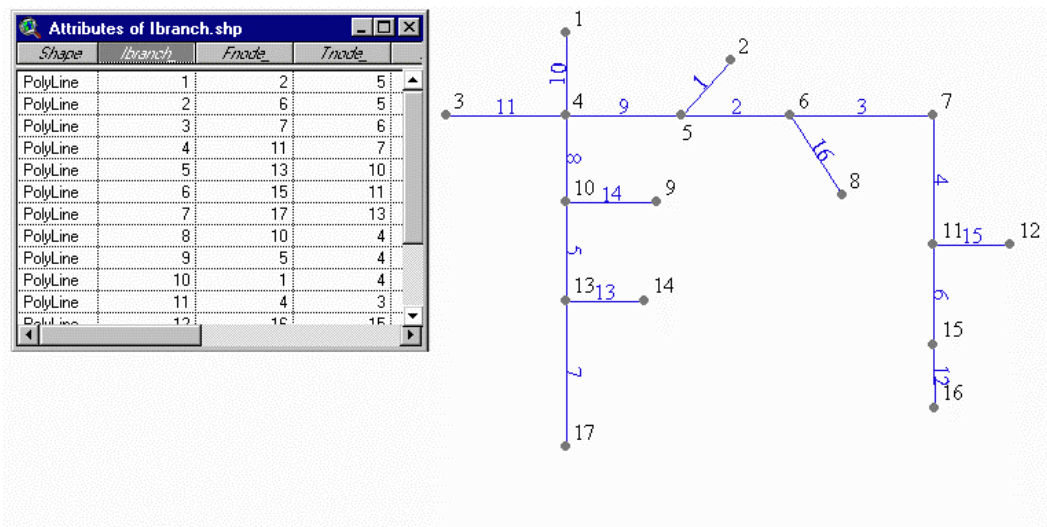 Attributes of lbranch.shp
Shape lbranch_ Fnode_ Tnode_
PolyLine 1 2 5
PolyLine 2 6 5
PolyLine 3 7 6
PolyLine 4 11 7
PolyLine 5 13 10
PolyLine 6 15 11
PolyLine 7 17 13
PolyLine 8 10 4
PolyLine 9 5 4
PolyLine 10 1 4
PolyLine 11 4 3
PolyLine 12 16 15
1
2
10
1
3 11 4 9 5 2 6 3 7
16
8
8
4
10 14 9
5
11 15 12
13 13 14
6
15
7
12
16
17